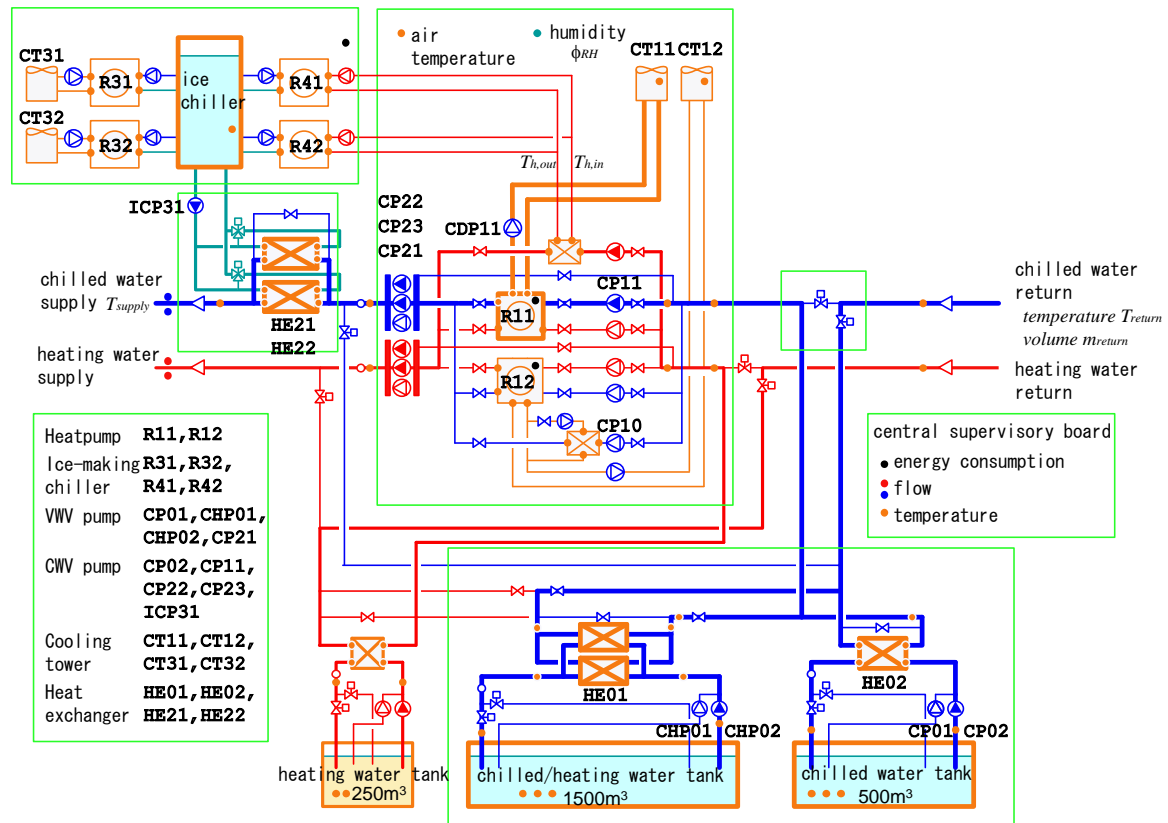 air
temperature
humidity
ϕRH
CT11 CT12
CT31
R31
ice
chiller
R41
CT32
R32
R42
Th,out Th,in
ICP31
CP22
CP23
CP21
CDP11
chilled water
supply Tsupply
HE21
HE22
R11
CP11
chilled water
return
temperature Treturn
volume mreturn
heating water
supply
R12
heating water
return
CP10
Heatpump R11,R12
Ice-making R31,R32,
chiller R41,R42
VWV pump CP01,CHP01,
CHP02,CP21
CWV pump CP02,CP11,
CP22,CP23,
ICP31
Cooling CT11,CT12,
tower CT31,CT32
Heat HE01,HE02,
exchanger HE21,HE22
central supervisory board
energy consumption
flow
temperature
HE01
HE02
CHP01 CHP02
CP01 CP02
heating water tank
250m³
chilled/heating water tank
1500m³
chilled water tank
500m³